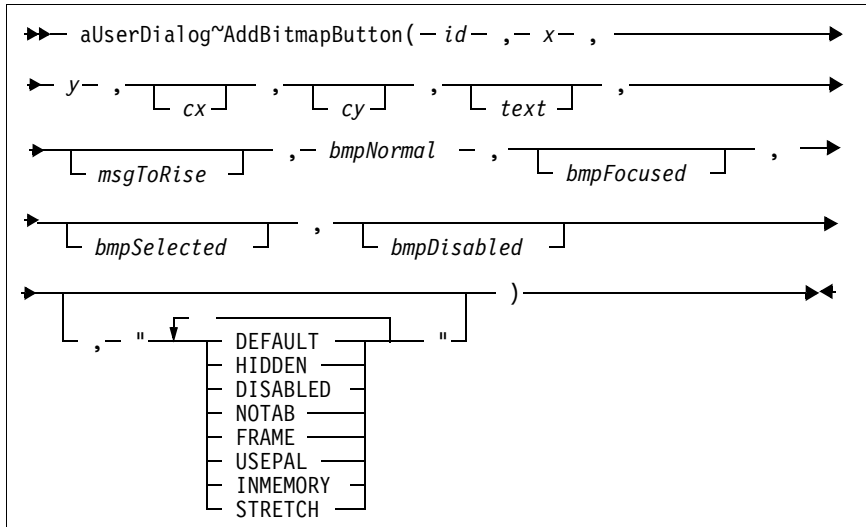 aUserDialog~AddBitmapButton( id , x ,
y , cx , cy , text ,
msgToRise , bmpNormal , bmpFocused ,
bmpSelected , bmpDisabled
)
, " DEFAULT "
HIDDEN
DISABLED
NOTAB
FRAME
USEPAL
INMEMORY
STRETCH